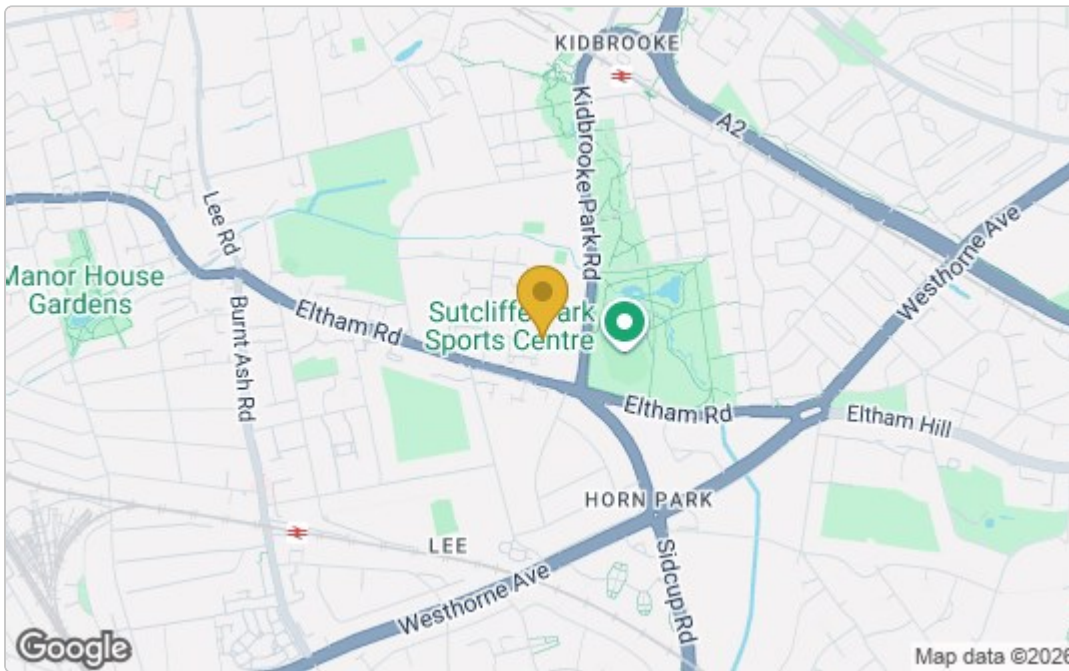 KIDBROOKE
Kidbrooke Park Rd
A2
Lee Rd
Westhorne Ave
Manor House
Gardens
Eltham Rd
Sutcliffe Park
Sports Centre
Burnt Ash Rd
Eltham Rd
Eltham Hill
HORN PARK
LEE
Sidcup Rd
Westhorne Ave
Google
Map data ©2026